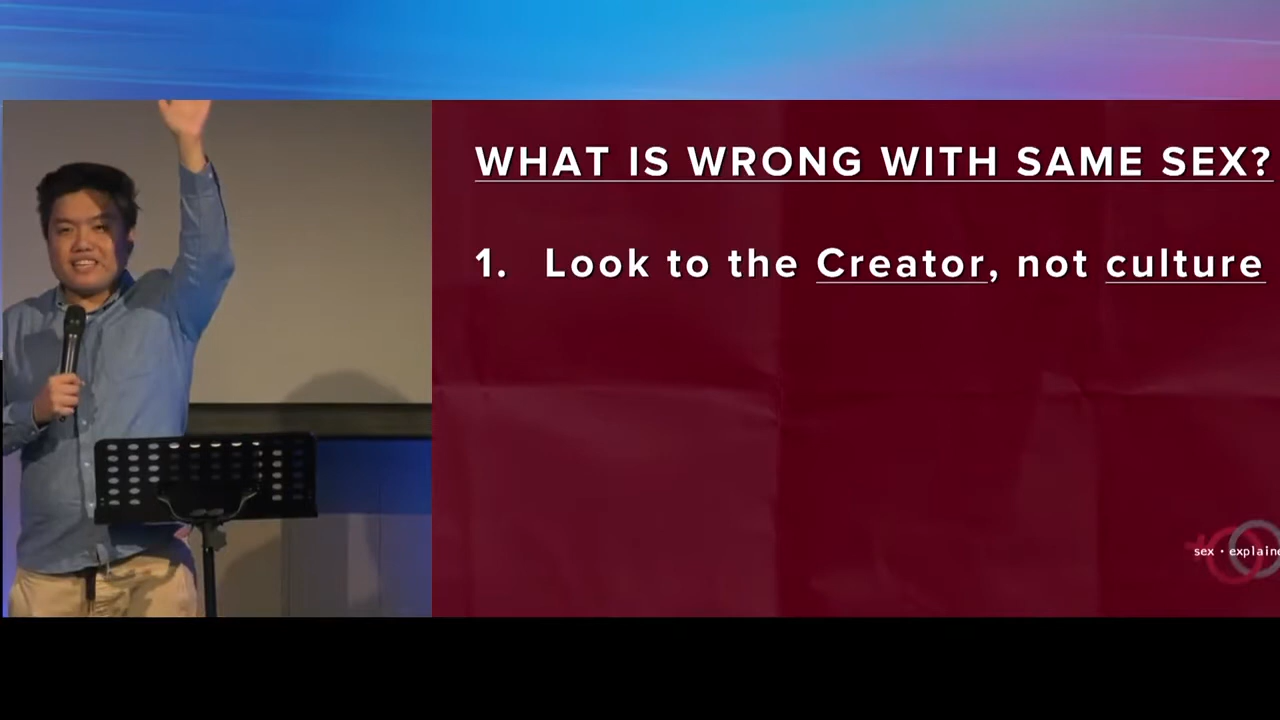 WHAT IS WRONG WITH SAME SEX?
1. Look to the Creator, not culture
sex · explaine